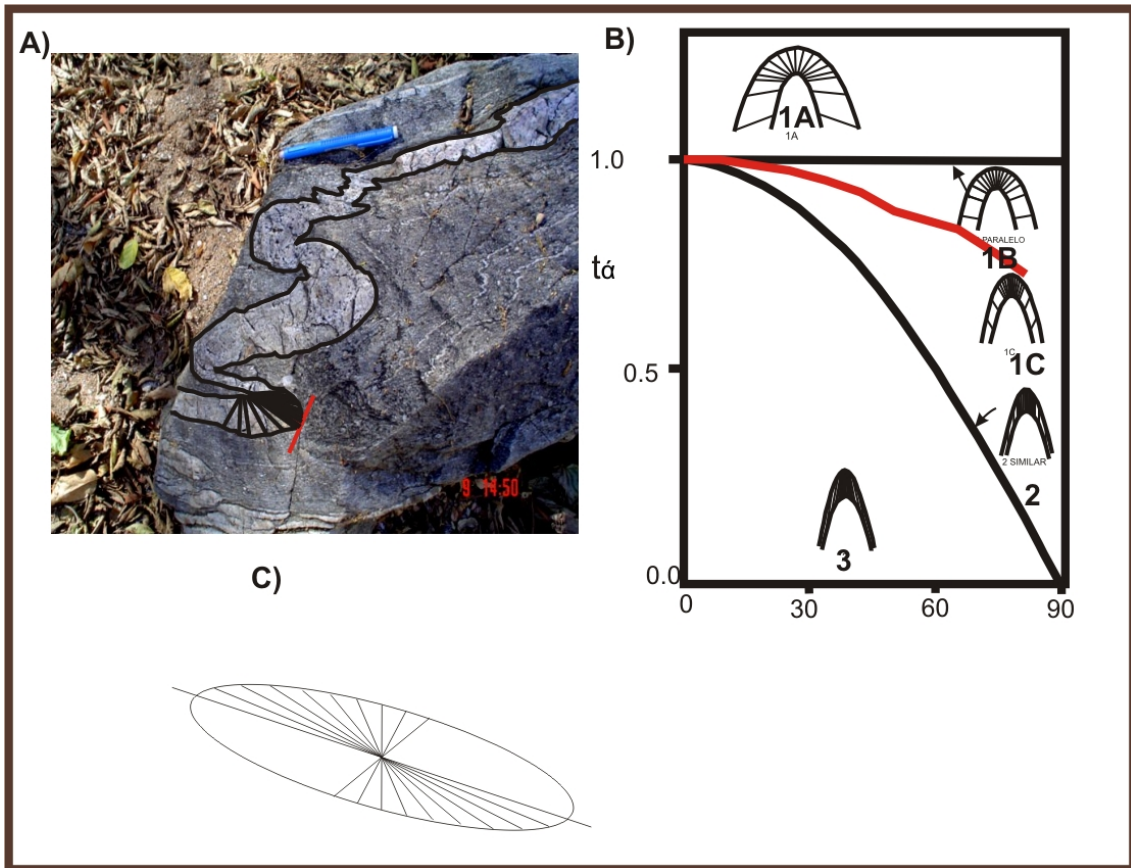 A)
B)
1A
1A
1.0
PARALELO
1B
tά
1C
1C
0.5
2 SIMILAR
2
3
0.0
0
30
60
90
9 14:50
C)